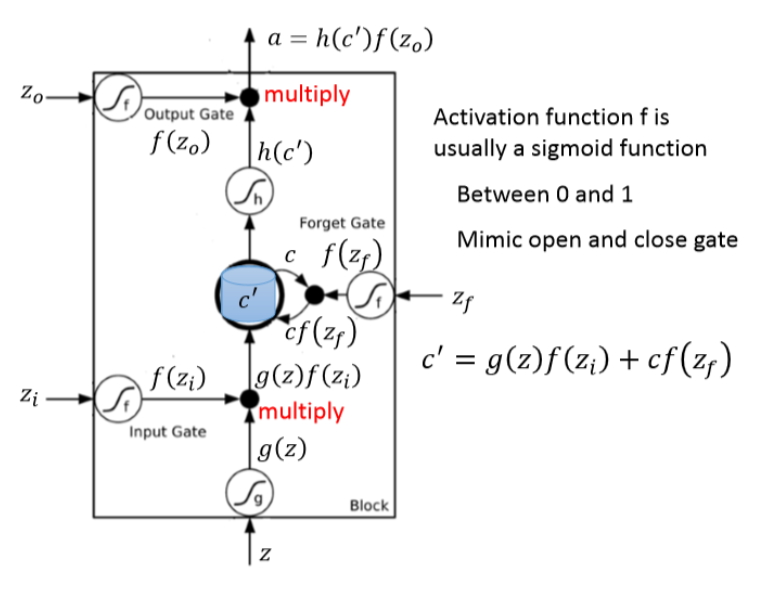 a = h(c′)f(z_o)
z_o
f
multiply
Output Gate
f(z_o)
h(c′)
h
Activation function f is
usually a sigmoid function
Between 0 and 1
Mimic open and close gate
Forget Gate
c f(z_f)
c′
f
z_f
cf(z_f)
c′ = g(z)f(z_i) + cf(z_f)
z_i
f
f(z_i)
g(z)f(z_i)
multiply
Input Gate
g(z)
g
Block
z